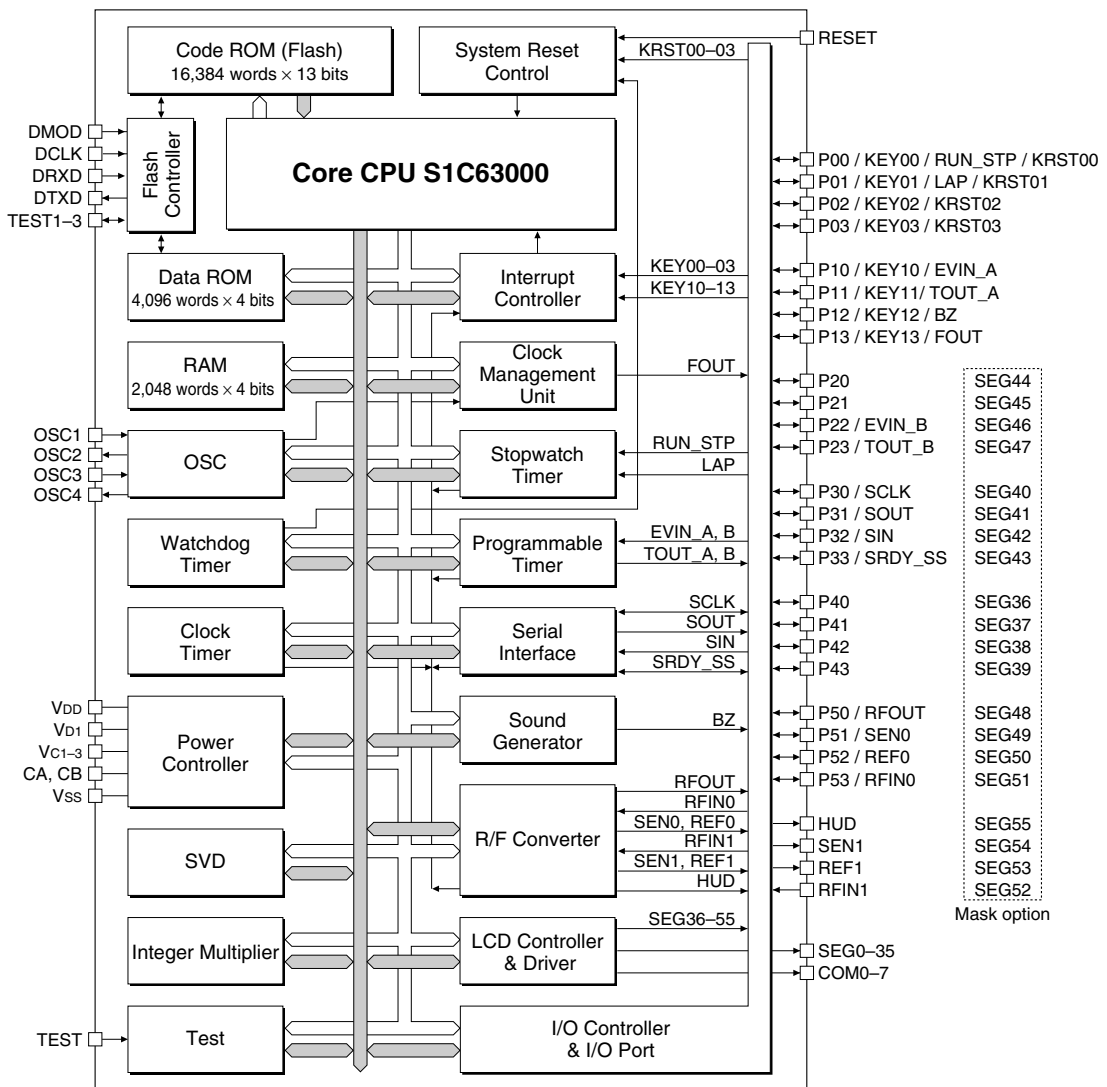 Code ROM (Flash)
16,384 words × 13 bits
System Reset
Control
KRST00–03
RESET
DMOD
DCLK
DRXD
DTXD
TEST1–3
Flash
Controller
Core CPU S1C63000
P00 / KEY00 / RUN_STP / KRST00
P01 / KEY01 / LAP / KRST01
P02 / KEY02 / KRST02
P03 / KEY03 / KRST03
Data ROM
4,096 words × 4 bits
Interrupt
Controller
KEY00–03
KEY10–13
P10 / KEY10 / EVIN_A
P11 / KEY11/ TOUT_A
P12 / KEY12 / BZ
P13 / KEY13 / FOUT
RAM
2,048 words × 4 bits
Clock
Management
Unit
FOUT
P20 SEG44
P21 SEG45
P22 / EVIN_B SEG46
P23 / TOUT_B SEG47
OSC1
OSC2
OSC3
OSC4
OSC
Stopwatch
Timer
RUN_STP
LAP
P30 / SCLK SEG40
P31 / SOUT SEG41
P32 / SIN SEG42
P33 / SRDY_SS SEG43
Watchdog
Timer
Programmable
Timer
EVIN_A, B
TOUT_A, B
Clock
Timer
Serial
Interface
SCLK
SOUT
SIN
SRDY_SS
P40 SEG36
P41 SEG37
P42 SEG38
P43 SEG39
VDD
VD1
VC1–3
CA, CB
VSS
Power
Controller
Sound
Generator
BZ
P50 / RFOUT SEG48
P51 / SEN0 SEG49
P52 / REF0 SEG50
P53 / RFIN0 SEG51
SVD
R/F Converter
RFOUT
RFIN0
SEN0, REF0
RFIN1
SEN1, REF1
HUD
HUD SEG55
SEN1 SEG54
REF1 SEG53
RFIN1 SEG52
Mask option
Integer Multiplier
LCD Controller
& Driver
SEG36–55
SEG0–35
COM0–7
TEST
Test
I/O Controller
& I/O Port